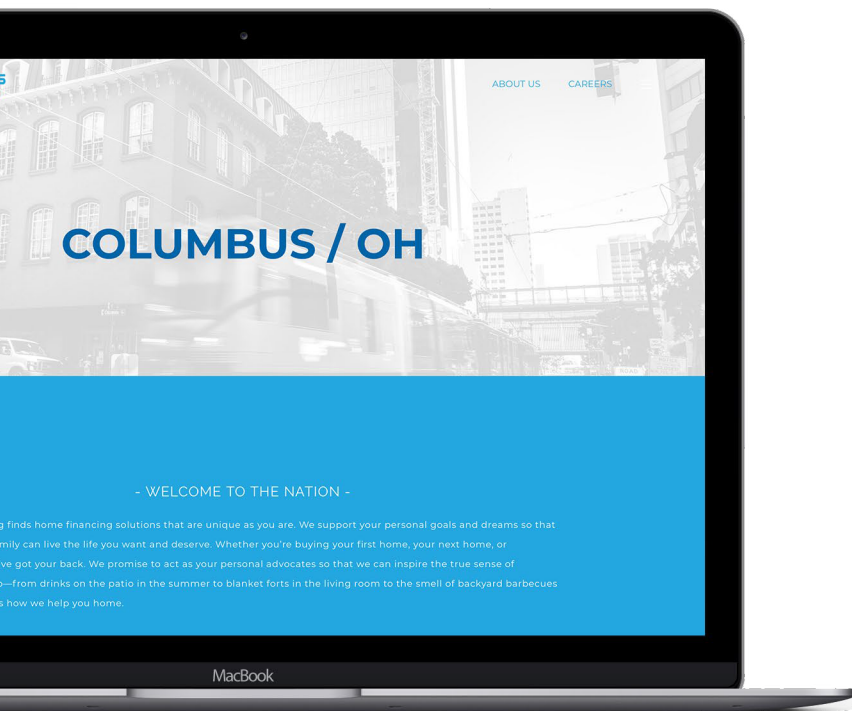 ABOUT US CAREERS
COLUMBUS / OH
- WELCOME TO THE NATION -
finds home financing solutions that are unique as you are. We support your personal goals and dreams so that
can live the life you want and deserve. Whether you're buying your first home, your next home, or
got your back. We promise to act as your personal advocates so that we can inspire the true sense of
—from drinks on the patio in the summer to blanket forts in the living room to the smell of backyard barbecues
how we help you home.
MacBook